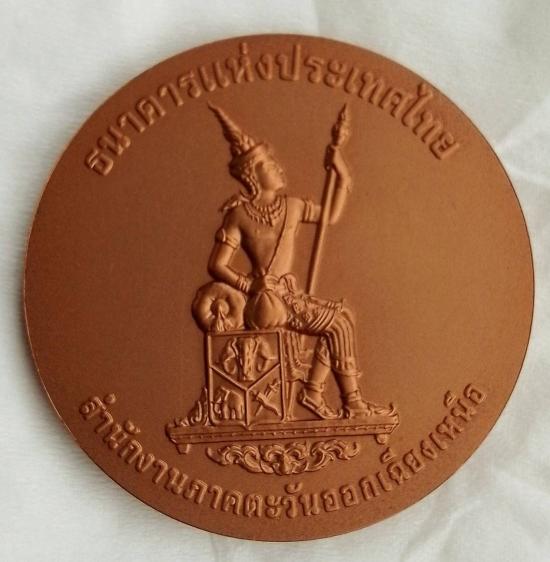 ธนาคารแห่งประเทศไทย
สำนักงานภาคตะวันออกเฉียงเหนือ